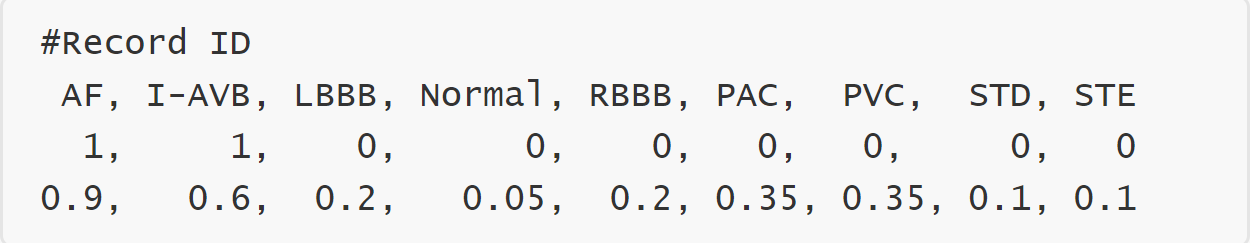 #Record ID
AF, I-AVB, LBBB, Normal, RBBB, PAC, PVC, STD, STE
1, 1, 0, 0, 0, 0, 0, 0, 0
0.9, 0.6, 0.2, 0.05, 0.2, 0.35, 0.35, 0.1, 0.1